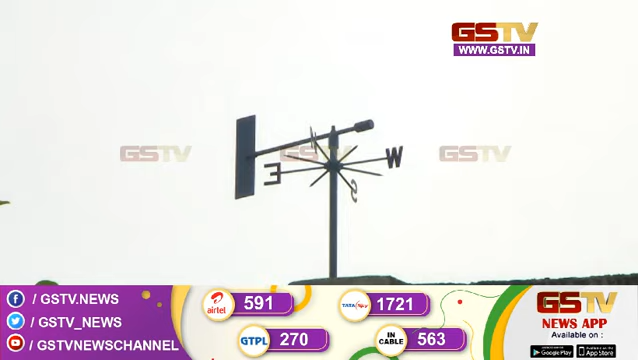 GSTV
WWW.GSTV.IN
GSTV
GSTV
N
E
W
S
/ GSTV.NEWS
/ GSTV_NEWS
/ GSTVNEWSCHANNEL
airtel 591
TATA sky 1721
GTPL 270
IN CABLE 563
GSTV
NEWS APP
Available on :
Google Play
App Store